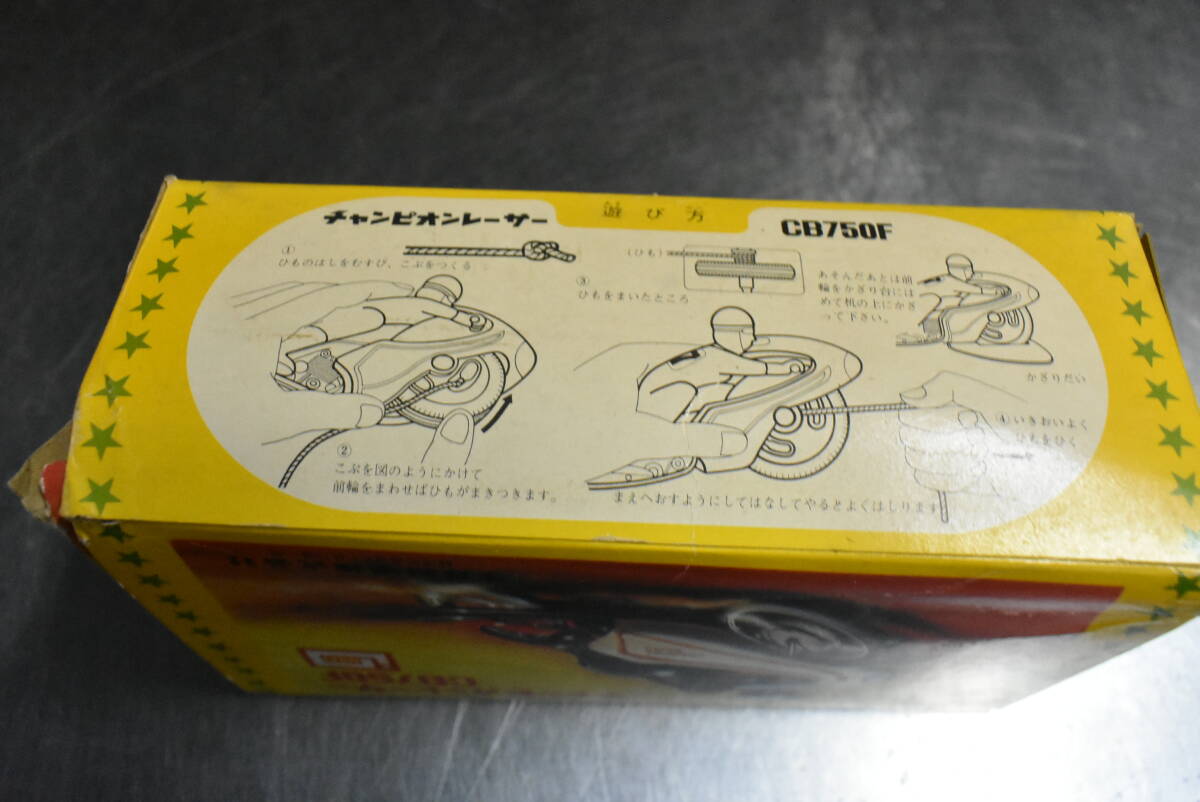 チャンピオンレーサー
遊び方
CB750F
①
ひものはしをむすび、こぶをつくる
②
こぶを図のようにかけて
前輪をまわせばひもがまきつきます。
(ひも)
③
ひもをまいたところ
④いきおいよく
ひもをひく
まえへおすようにしてはなしてやるとよくはしります
あそんだあとは前
輪をかざり台には
めて机の上にかざ
って下さい。
かざりだい